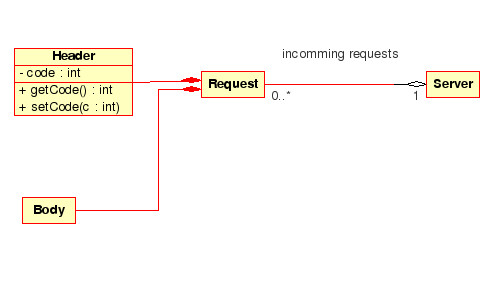 Header
- code : int
+ getCode() : int
+ setCode(c : int)
incomming requests
Request
0..*
1
Server
Body